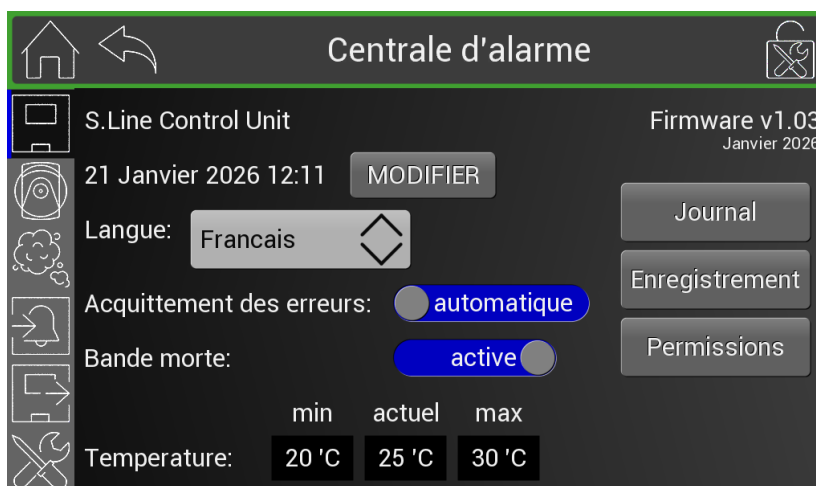 Centrale d'alarme
S.Line Control Unit
Firmware v1.03
Janvier 2026
21 Janvier 2026 12:11
MODIFIER
Journal
Langue:
Francais
Enregistrement
Acquittement des erreurs:
automatique
Permissions
Bande morte:
active
min actuel max
Temperature: 20 'C 25 'C 30 'C